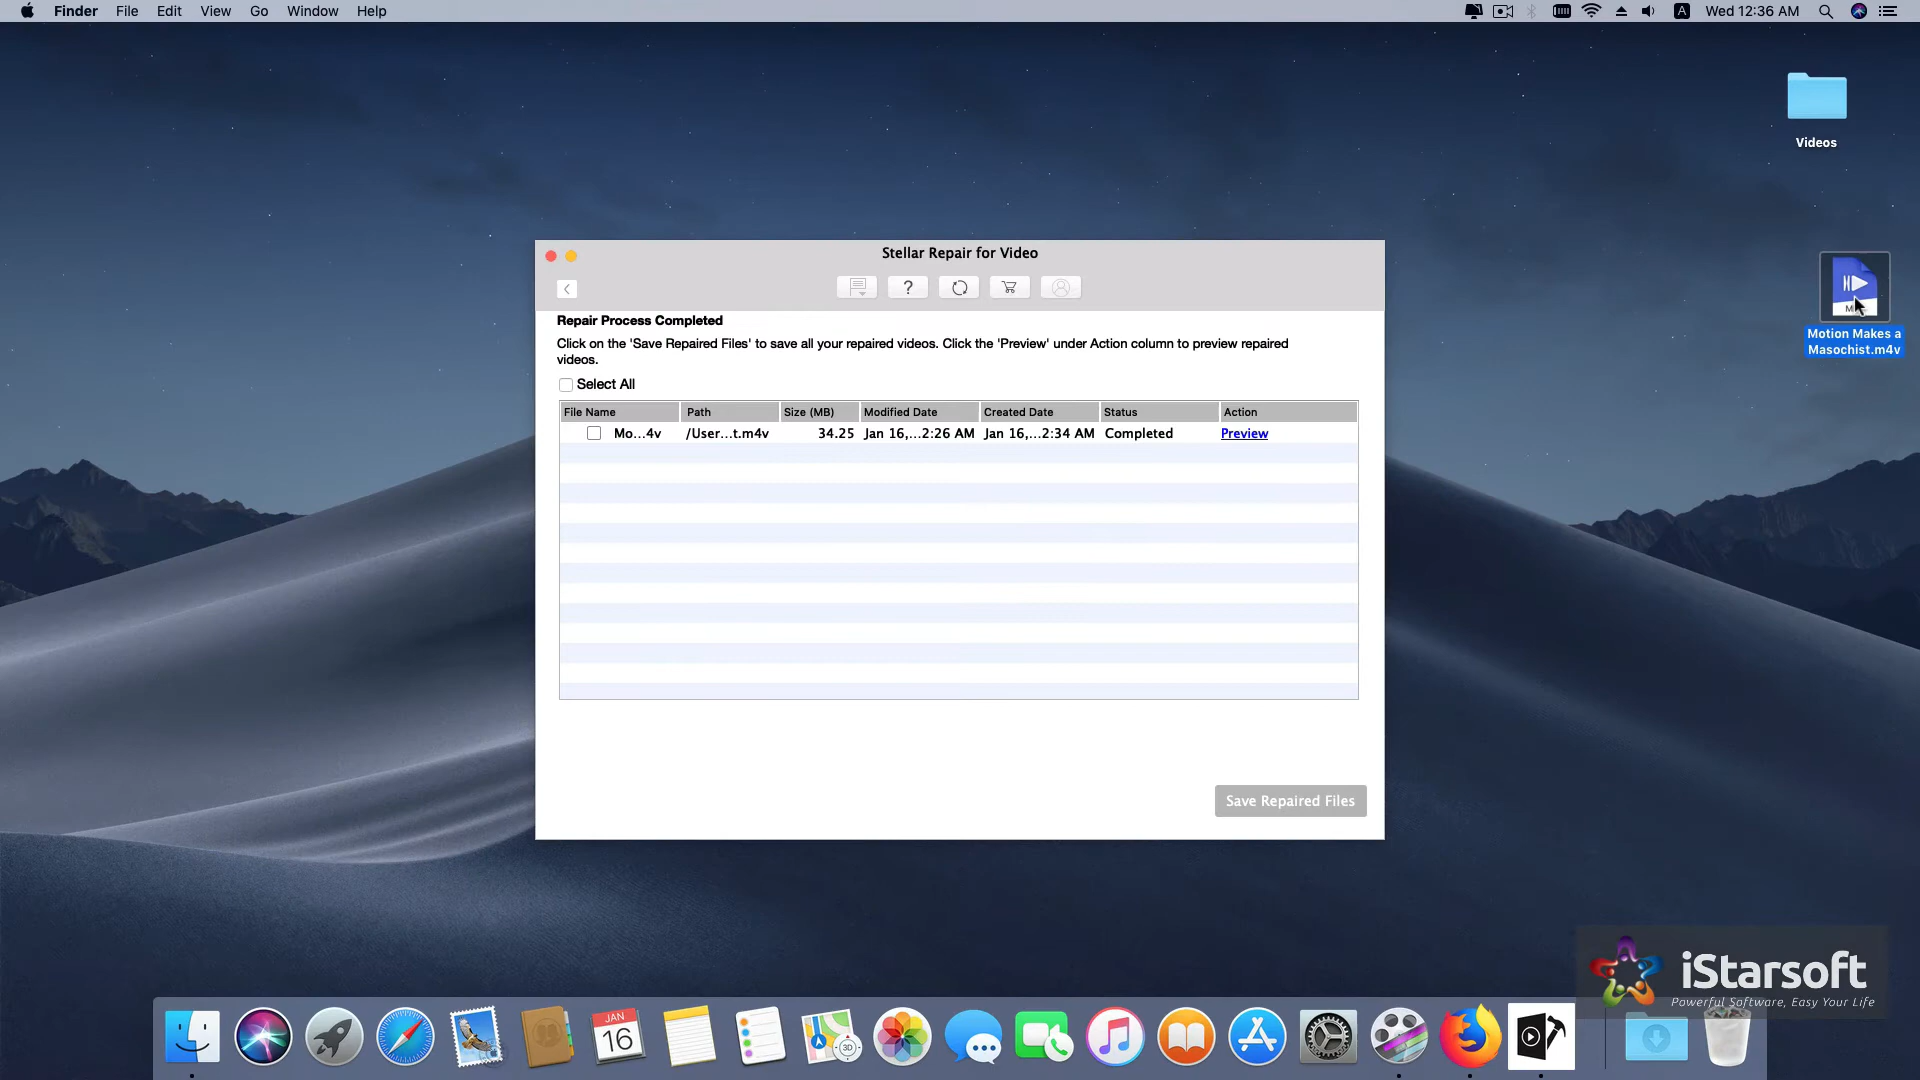 Finder File Edit View Go Window Help
A Wed 12:36 AM
Videos
Stellar Repair for Video
?
Repair Process Completed
Click on the 'Save Repaired Files' to save all your repaired videos. Click the 'Preview' under Action column to preview repaired
videos.
Select All
File Name Path Size (MB) Modified Date Created Date Status Action
Mo...4v /User...t.m4v 34.25 Jan 16,...2:26 AM Jan 16,...2:34 AM Completed Preview
Motion Makes a
Masochist.m4v
Save Repaired Files
iStarsoft
Powerful Software, Easy Your Life
JAN
16
3D